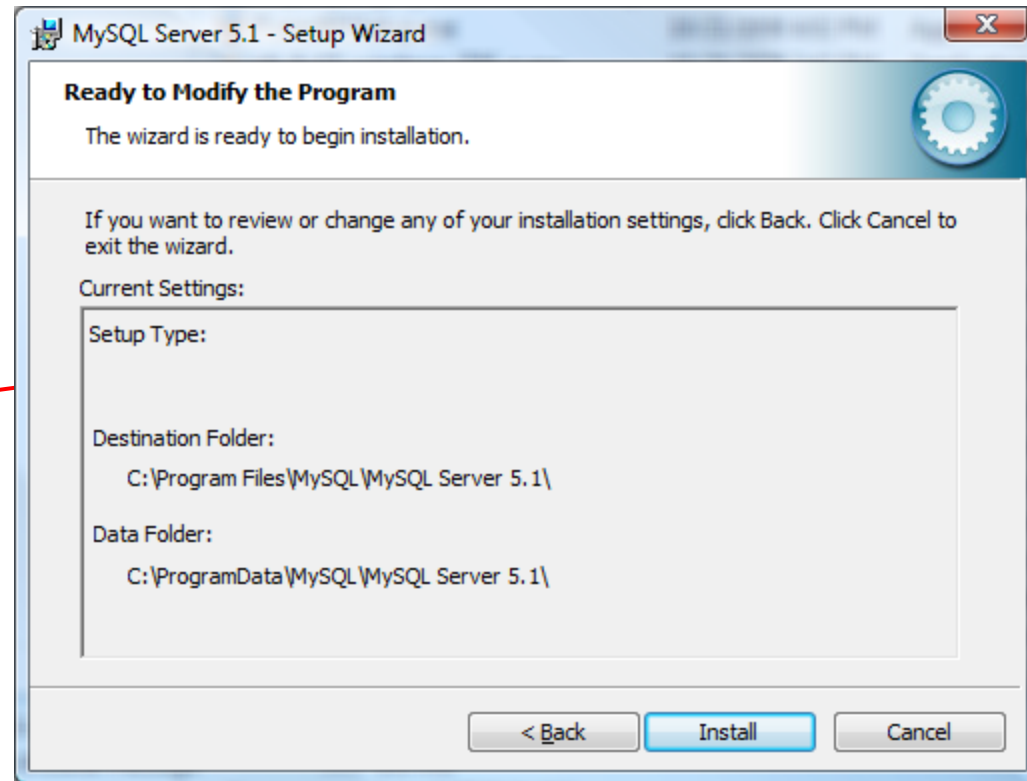 MySQL Server 5.1 - Setup Wizard
Ready to Modify the Program
The wizard is ready to begin installation.
If you want to review or change any of your installation settings, click Back. Click Cancel to
exit the wizard.
Current Settings:
Setup Type:
Destination Folder:
C:\Program Files\MySQL\MySQL Server 5.1\
Data Folder:
C:\ProgramData\MySQL\MySQL Server 5.1\
< Back
Install
Cancel